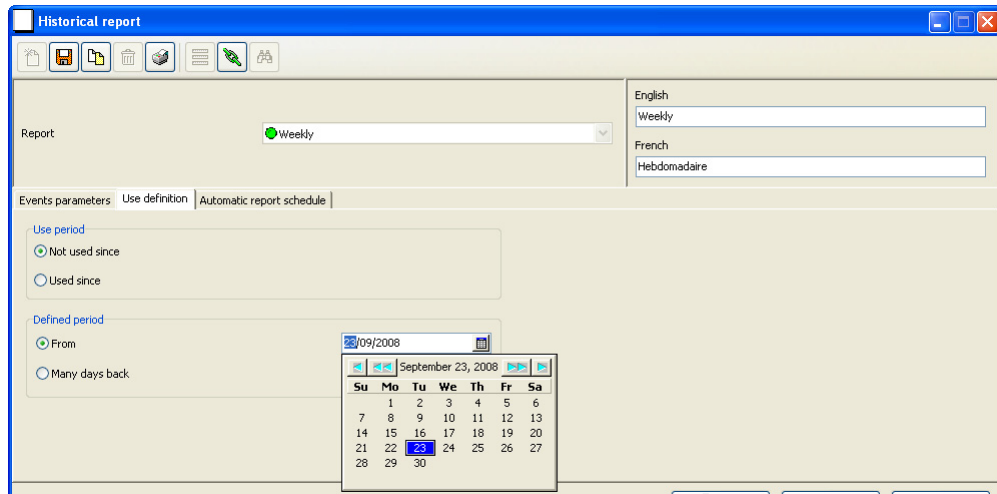 Historical report
English
Weekly
Report
Weekly
French
Hebdomadaire
Events parameters Use definition Automatic report schedule
Use period
Not used since
Used since
Defined period
From 23/09/2008
Many days back
September 23, 2008
Su Mo Tu We Th Fr Sa
1 2 3 4 5 6
7 8 9 10 11 12 13
14 15 16 17 18 19 20
21 22 23 24 25 26 27
28 29 30